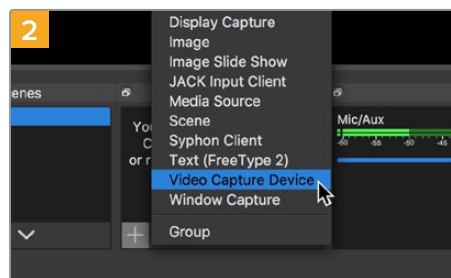 2
Display Capture
Image
Image Slide Show
JACK Input Client
Media Source
Scene
Syphon Client
Text (FreeType 2)
Video Capture Device
Window Capture
Group
enes
You
C
or r
Mic/Aux
-60 -55 -50 -45